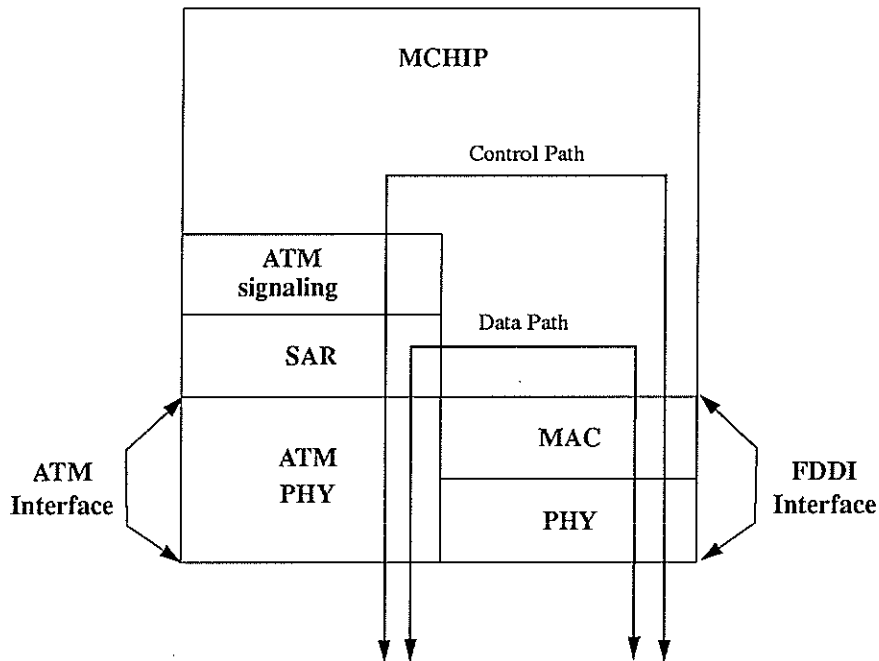 MCHIP
Control Path
ATM
signaling
Data Path
SAR
ATM
Interface
ATM
PHY
MAC
PHY
FDDI
Interface